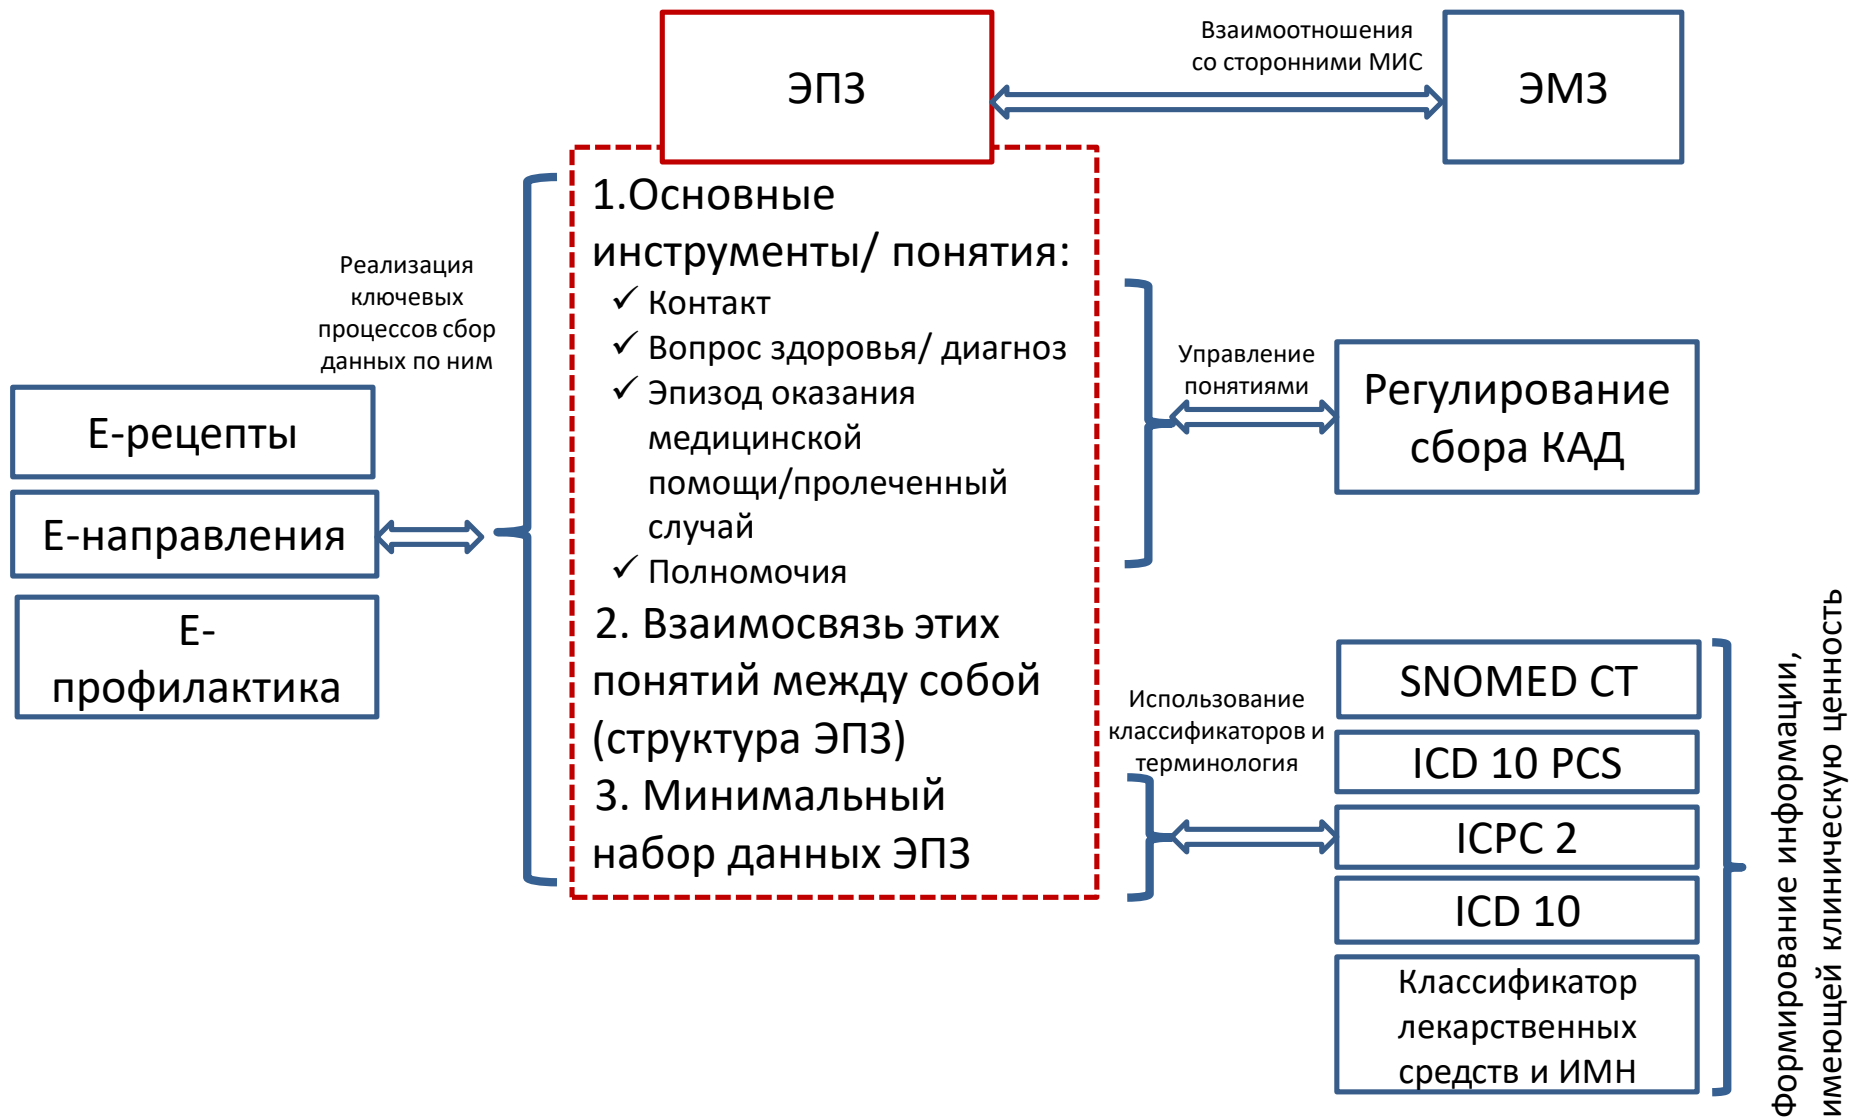 ЭПЗ
Взаимоотношения
со сторонними МИС
ЭМЗ
Реализация
ключевых
процессов сбор
данных по ним
Е-рецепты
Е-направления
Е-
профилактика
1.Основные
инструменты/ понятия:
✓ Контакт
✓ Вопрос здоровья/ диагноз
✓ Эпизод оказания
медицинской
помощи/пролеченный
случай
✓ Полномочия
2. Взаимосвязь этих
понятий между собой
(структура ЭПЗ)
3. Минимальный
набор данных ЭПЗ
Управление
понятиями
Регулирование
сбора КАД
Использование
классификаторов и
терминология
SNOMED CT
ICD 10 PCS
ICPC 2
ICD 10
Классификатор
лекарственных
средств и ИМН
Формирование информации,
имеющей клиническую ценность